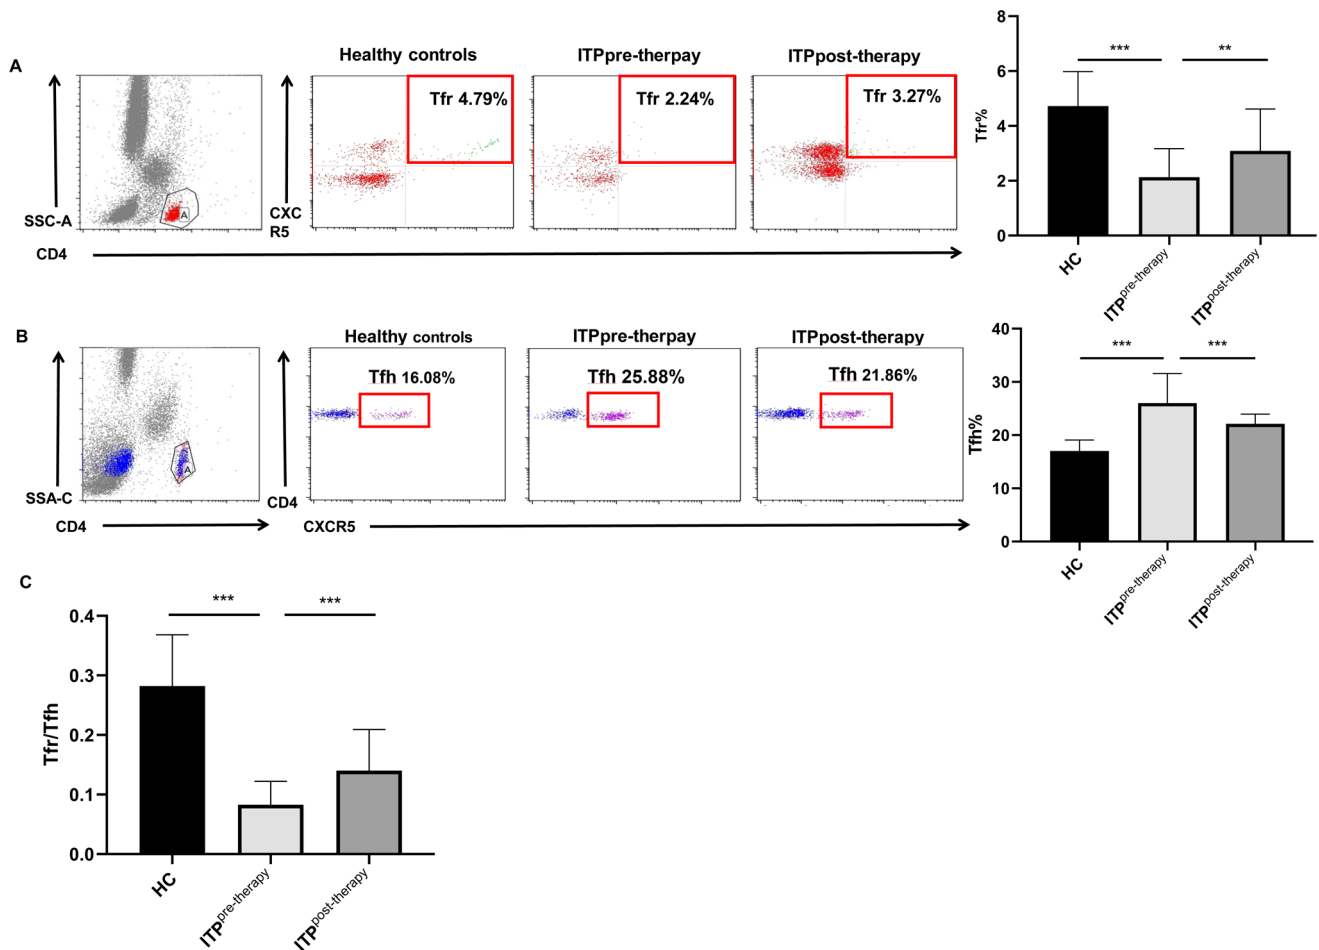 A
Healthy controls
ITPpre-therpay
ITPpost-therapy
SSC-A
A
CXC
R5
Tfr 4.79%
Tfr 2.24%
Tfr 3.27%
CD4
Tfr%
8
6
4
2
0
***
**
HC
ITPpre-therapy
ITPpost-therapy
B
Healthy controls
ITPpre-therpay
ITPpost-therapy
SSA-C
A
CD4
Tfh 16.08%
Tfh 25.88%
Tfh 21.86%
CD4
CXCR5
Tfh%
40
30
20
10
0
***
***
HC
ITPpre-therapy
ITPpost-therapy
C
Tfr/Tfh
0.4
0.3
0.2
0.1
0.0
***
***
HC
ITPpre-therapy
ITPpost-therapy